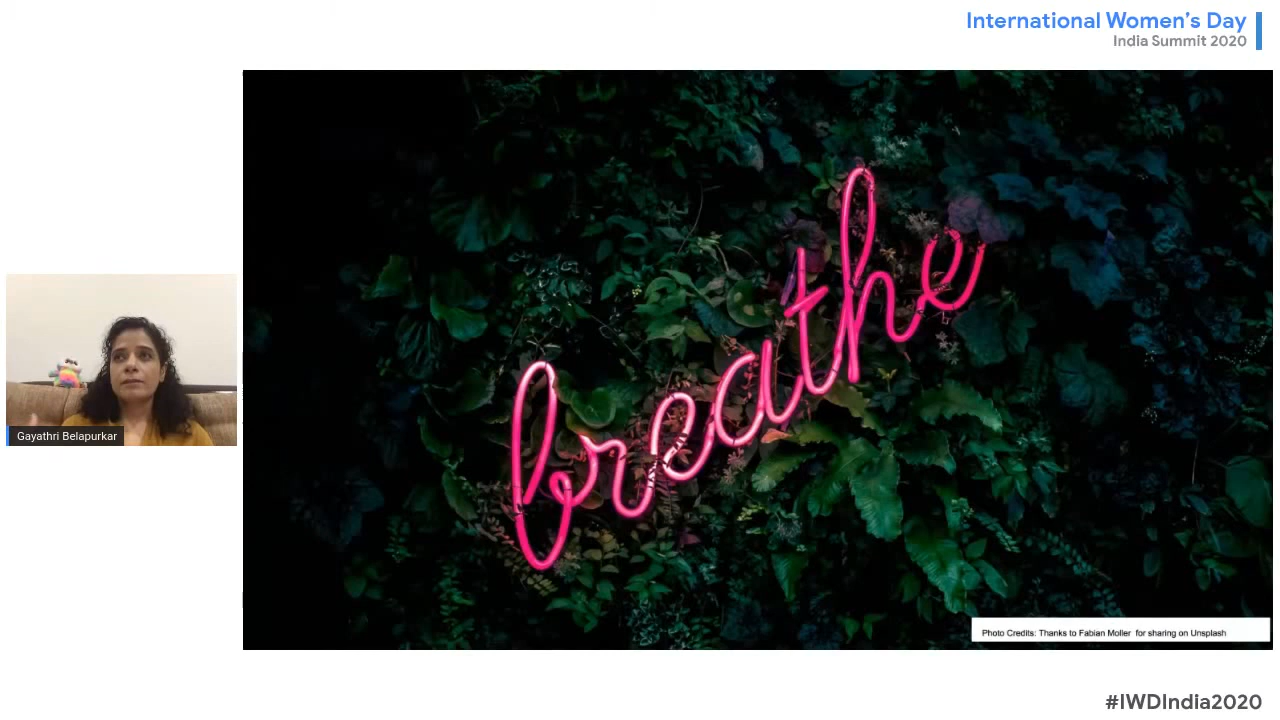 International Women's Day
India Summit 2020
breathe
Gayathri Belapurkar
Photo Credits: Thanks to Fabian Moller for sharing on Unsplash
#IWDIndia2020